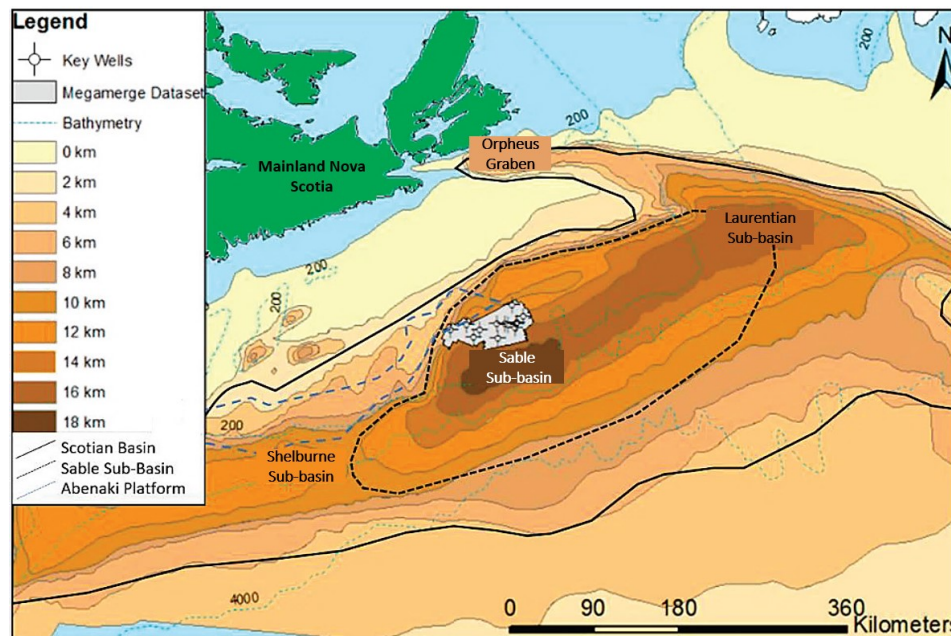 Legend
Key Wells
Megamerge Dataset
Bathymetry
0 km
2 km
4 km
6 km
8 km
10 km
12 km
14 km
16 km
18 km
Scotian Basin
Sable Sub-Basin
Abenaki Platform
N
200
200
Mainland Nova
Scotia
Orpheus
Graben
Laurentian
Sub-basin
200
200
Sable
Sub-basin
200
Shelburne
Sub-basin
4000
0 90 180 360
Kilometers